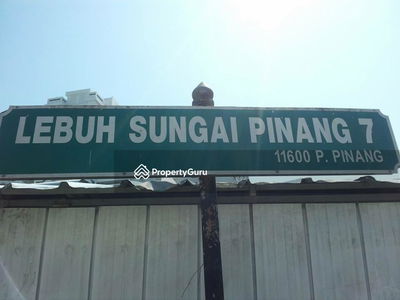 LEBUH SUNGAI PINANG 7
11600 P. PINANG
PropertyGuru